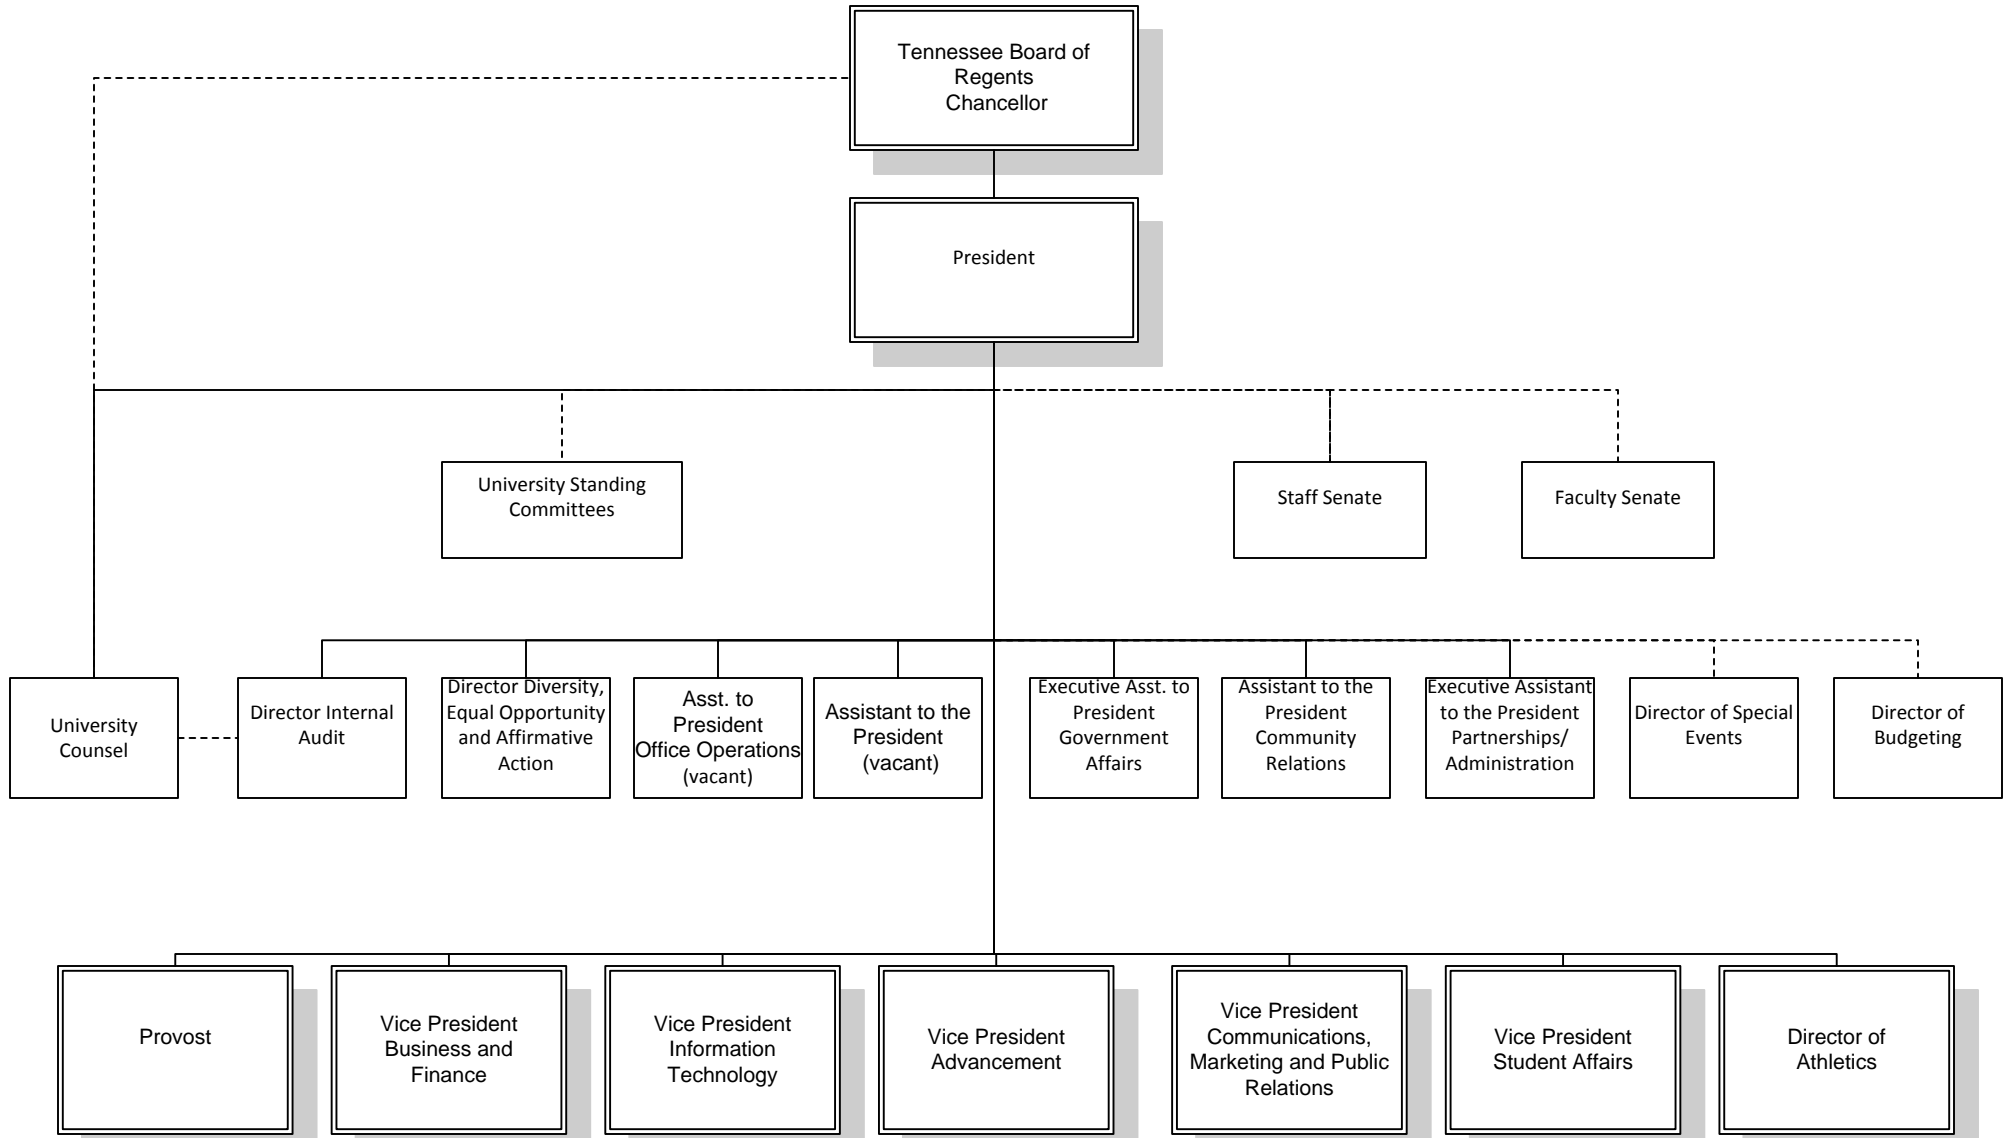 Tennessee Board of
Regents
Chancellor
President
University Standing
Committees
Staff Senate
Faculty Senate
University
Counsel
Director Internal
Audit
Director Diversity,
Equal Opportunity
and Affirmative
Action
Asst. to
President
Office Operations
(vacant)
Assistant to the
President
(vacant)
Executive Asst. to
President
Government
Affairs
Assistant to the
President
Community
Relations
Executive Assistant
to the President
Partnerships/
Administration
Director of Special
Events
Director of
Budgeting
Provost
Vice President
Business and
Finance
Vice President
Information
Technology
Vice President
Advancement
Vice President
Communications,
Marketing and Public
Relations
Vice President
Student Affairs
Director of
Athletics